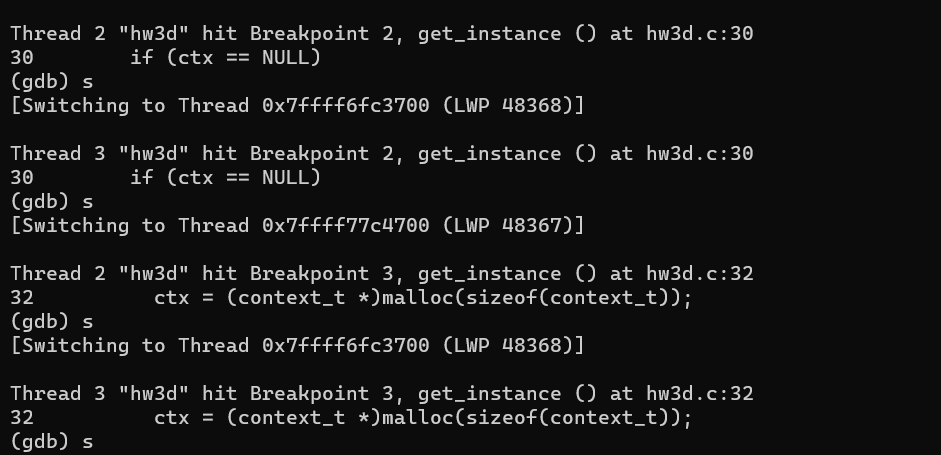 Thread 2 "hw3d" hit Breakpoint 2, get_instance () at hw3d.c:30
30        if (ctx == NULL)
(gdb) s
[Switching to Thread 0x7ffff6fc3700 (LWP 48368)]

Thread 3 "hw3d" hit Breakpoint 2, get_instance () at hw3d.c:30
30        if (ctx == NULL)
(gdb) s
[Switching to Thread 0x7ffff77c4700 (LWP 48367)]

Thread 2 "hw3d" hit Breakpoint 3, get_instance () at hw3d.c:32
32          ctx = (context_t *)malloc(sizeof(context_t));
(gdb) s
[Switching to Thread 0x7ffff6fc3700 (LWP 48368)]

Thread 3 "hw3d" hit Breakpoint 3, get_instance () at hw3d.c:32
32          ctx = (context_t *)malloc(sizeof(context_t));
(gdb) s